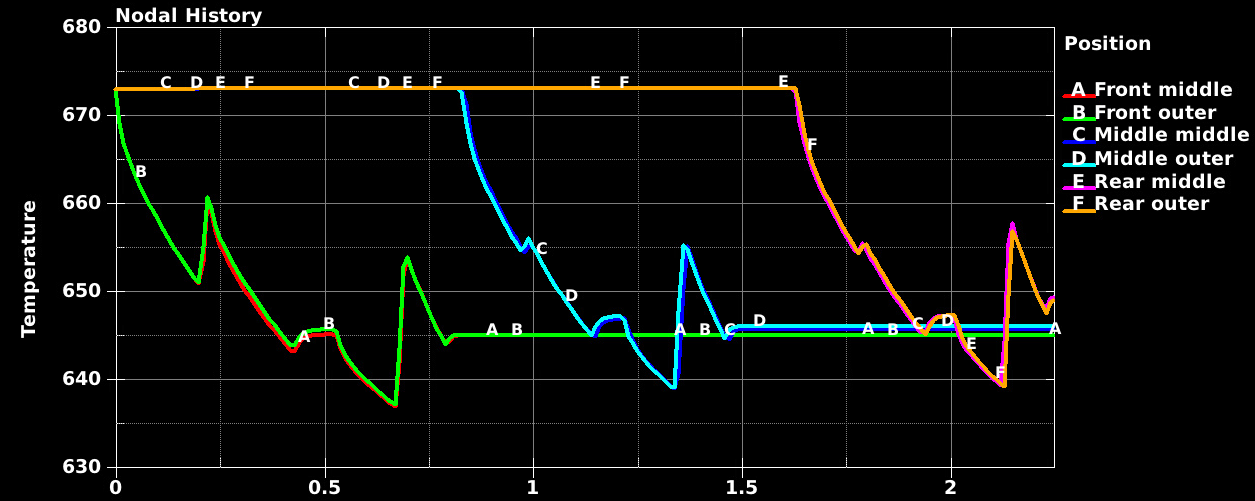 Nodal History
680
670
660
650
640
630
Temperature
0 0.5 1 1.5 2
C D E F C D E F E F E
B F
C
D
B A
A B A B C D A B C D A
E
F
Position
A Front middle
B Front outer
C Middle middle
D Middle outer
E Rear middle
F Rear outer